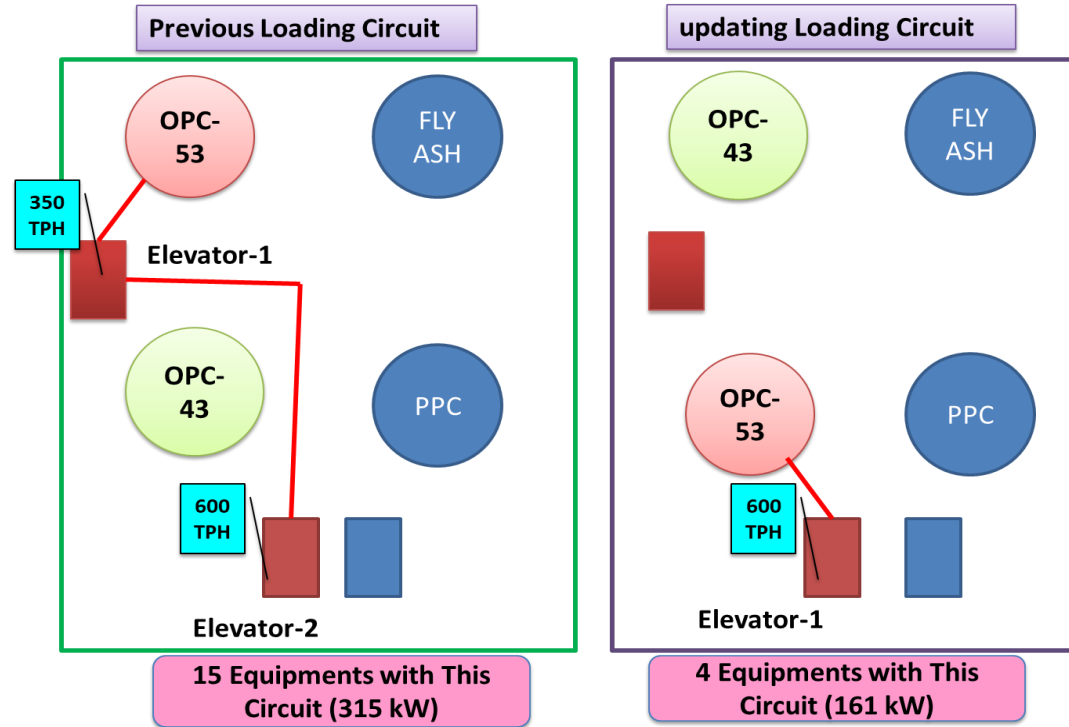 Previous Loading Circuit
OPC-
53
FLY
ASH
350
TPH
Elevator-1
OPC-
43
PPC
600
TPH
Elevator-2
15 Equipments with This
Circuit (315 kW)
updating Loading Circuit
OPC-
43
FLY
ASH
OPC-
53
PPC
600
TPH
Elevator-1
4 Equipments with This
Circuit (161 kW)